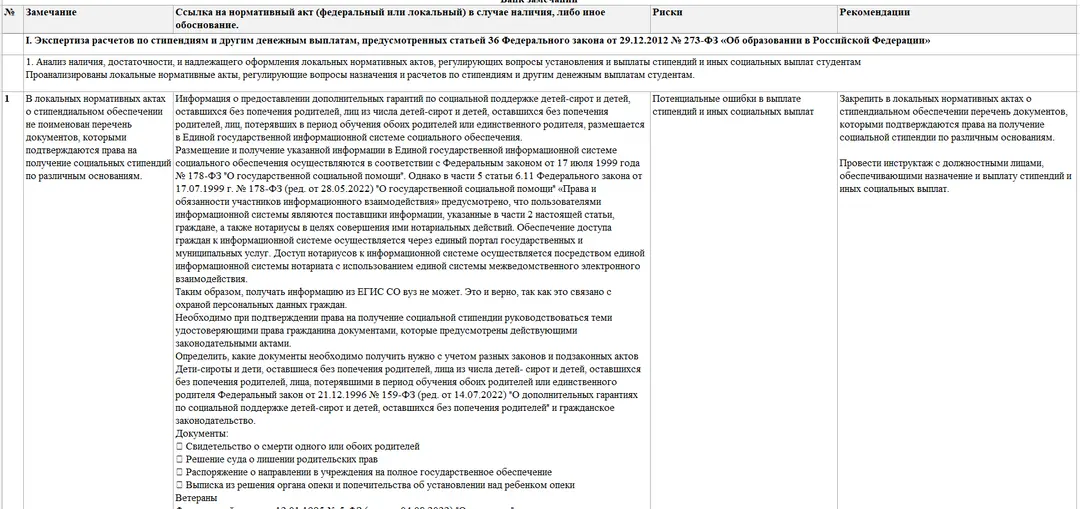 Банк замечаний
№
Замечание
Ссылка на нормативный акт (федеральный или локальный) в случае наличия, либо иное
обоснование.
Риски
Рекомендации
I. Экспертиза расчетов по стипендиям и другим денежным выплатам, предусмотренных статьей 36 Федерального закона от 29.12.2012 № 273-ФЗ «Об образовании в Российской Федерации»
1. Анализ наличия, достаточности, и надлежащего оформления локальных нормативных актов, регулирующих вопросы установления и выплаты стипендий и иных социальных выплат студентам
Проанализированы локальные нормативные акты, регулирующие вопросы назначения и расчетов по стипендиям и другим денежным выплатам студентам.
1
В локальных нормативных актах
о стипендиальном обеспечении
не поименован перечень
документов, которыми
подтверждаются права на
получение социальных стипендий
по различным основаниям.
Информация о предоставлении дополнительных гарантий по социальной поддержке детей-сирот и детей,
оставшихся без попечения родителей, лиц из числа детей-сирот и детей, оставшихся без попечения
родителей, лиц, потерявших в период обучения обоих родителей или единственного родителя, размещается
в Единой государственной информационной системе социального обеспечения.
Размещение и получение указанной информации в Единой государственной информационной системе
социального обеспечения осуществляются в соответствии с Федеральным законом от 17 июля 1999 года
№ 178-ФЗ "О государственной социальной помощи". Однако в части 5 статьи 6.11 Федерального закона от
17.07.1999 г. № 178-ФЗ (ред. от 28.05.2022) "О государственной социальной помощи" «Права и
обязанности участников информационного взаимодействия» предусмотрено, что пользователями
информационной системы являются поставщики информации, указанные в части 2 настоящей статьи,
граждане, а также нотариусы в целях совершения ими нотариальных действий. Обеспечение доступа
граждан к информационной системе осуществляется через единый портал государственных и
муниципальных услуг. Доступ нотариусов к информационной системе осуществляется посредством единой
информационной системы нотариата с использованием единой системы межведомственного электронного
взаимодействия.
Таким образом, получать информацию из ЕГИС СО вуз не может. Это и верно, так как это связано с
охраной персональных данных граждан.
Необходимо при подтверждении права на получение социальной стипендии руководствоваться теми
удостоверяющими права гражданина документами, которые предусмотрены действующими
законодательными актами.
Определить, какие документы необходимо получить нужно с учетом разных законов и подзаконных актов
Дети-сироты и дети, оставшиеся без попечения родителей, лица из числа детей- сирот и детей, оставшихся
без попечения родителей, лица, потерявшими в период обучения обоих родителей или единственного
родителя Федеральный закон от 21.12.1996 № 159-ФЗ (ред. от 14.07.2022) "О дополнительных гарантиях
по социальной поддержке детей-сирот и детей, оставшихся без попечения родителей" и гражданское
законодательство.
Документы:
Свидетельство о смерти одного или обоих родителей
Решение суда о лишении родительских прав
Распоряжение о направлении в учреждения на полное государственное обеспечение
Выписка из решения органа опеки и попечительства об установлении над ребенком опеки
Ветераны
Потенциальные ошибки в выплате
стипендий и иных социальных выплат
Закрепить в локальных нормативных актах о
стипендиальном обеспечении перечень документов,
которыми подтверждаются права на получение
социальной стипендии по различным основаниям.
Провести инструктаж с должностными лицами,
обеспечивающими назначение и выплату стипендий и
иных социальных выплат.